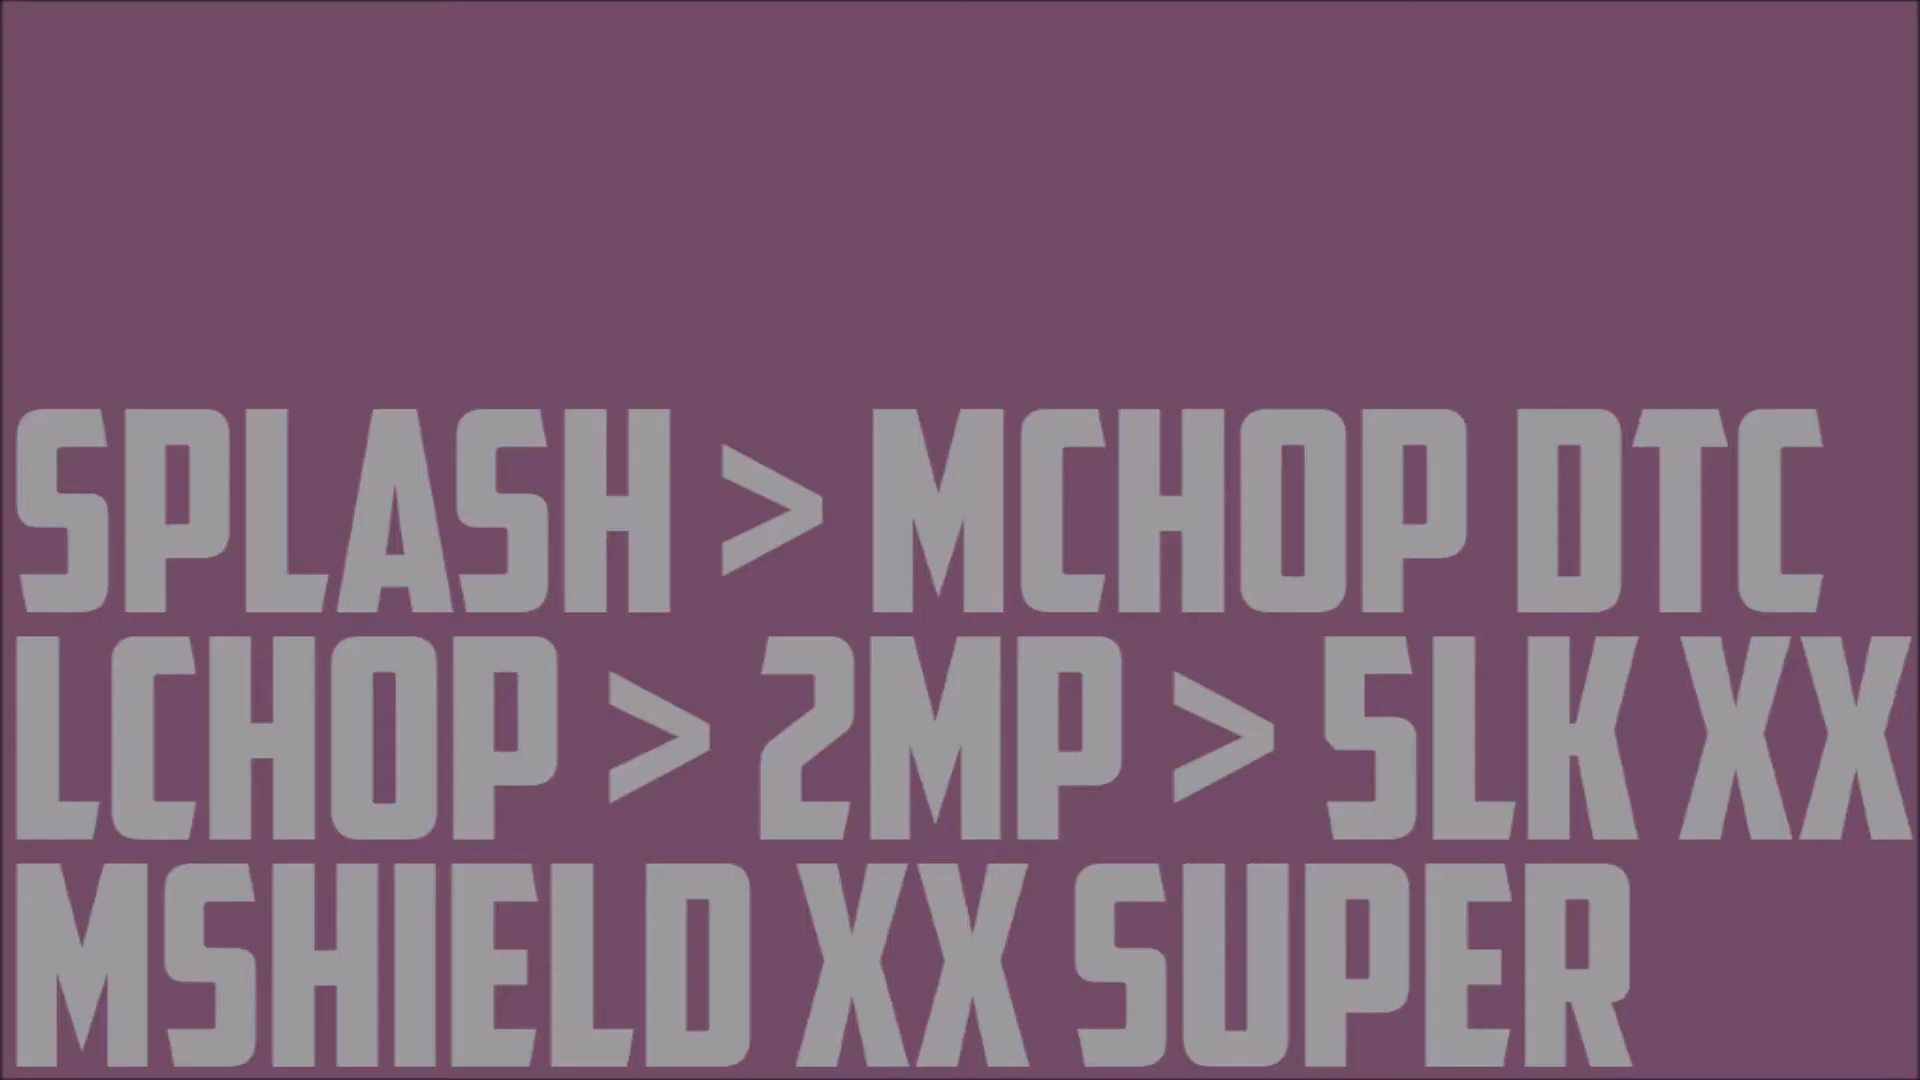 SPLASH > MCHOP DTC
LCHOP > 2MP > 5LK XX
MSHIELD XX SUPER